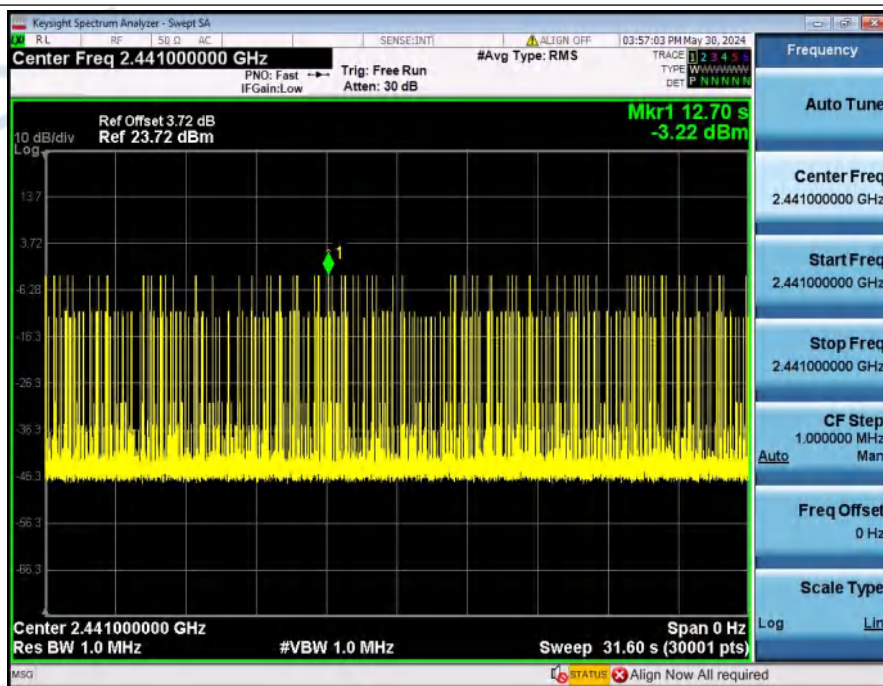 Keysight Spectrum Analyzer - Swept SA
RL RF 50 Ω AC SENSE:INT ALIGN OFF 03:57:03 PM May 30, 2024
Center Freq 2.441000000 GHz
PNO: Fast
IFGain:Low
Trig: Free Run
Atten: 30 dB
#Avg Type: RMS
TRACE 1 2 3 4 5 6
TYPE W
DET P N N N N N
Ref Offset 3.72 dB
10 dB/div Ref 23.72 dBm
Log
Mkr1 12.70 s
-3.22 dBm
1
13.7
3.72
-6.28
-16.3
-26.3
-36.3
-46.3
-56.3
-66.3
Center 2.441000000 GHz Span 0 Hz
Res BW 1.0 MHz #VBW 1.0 MHz Sweep 31.60 s (30001 pts)
MSG STATUS Align Now All required
Frequency
Auto Tune
Center Freq
2.441000000 GHz
Start Freq
2.441000000 GHz
Stop Freq
2.441000000 GHz
CF Step
1.000000 MHz
Auto Man
Freq Offset
0 Hz
Scale Type
Log Lin